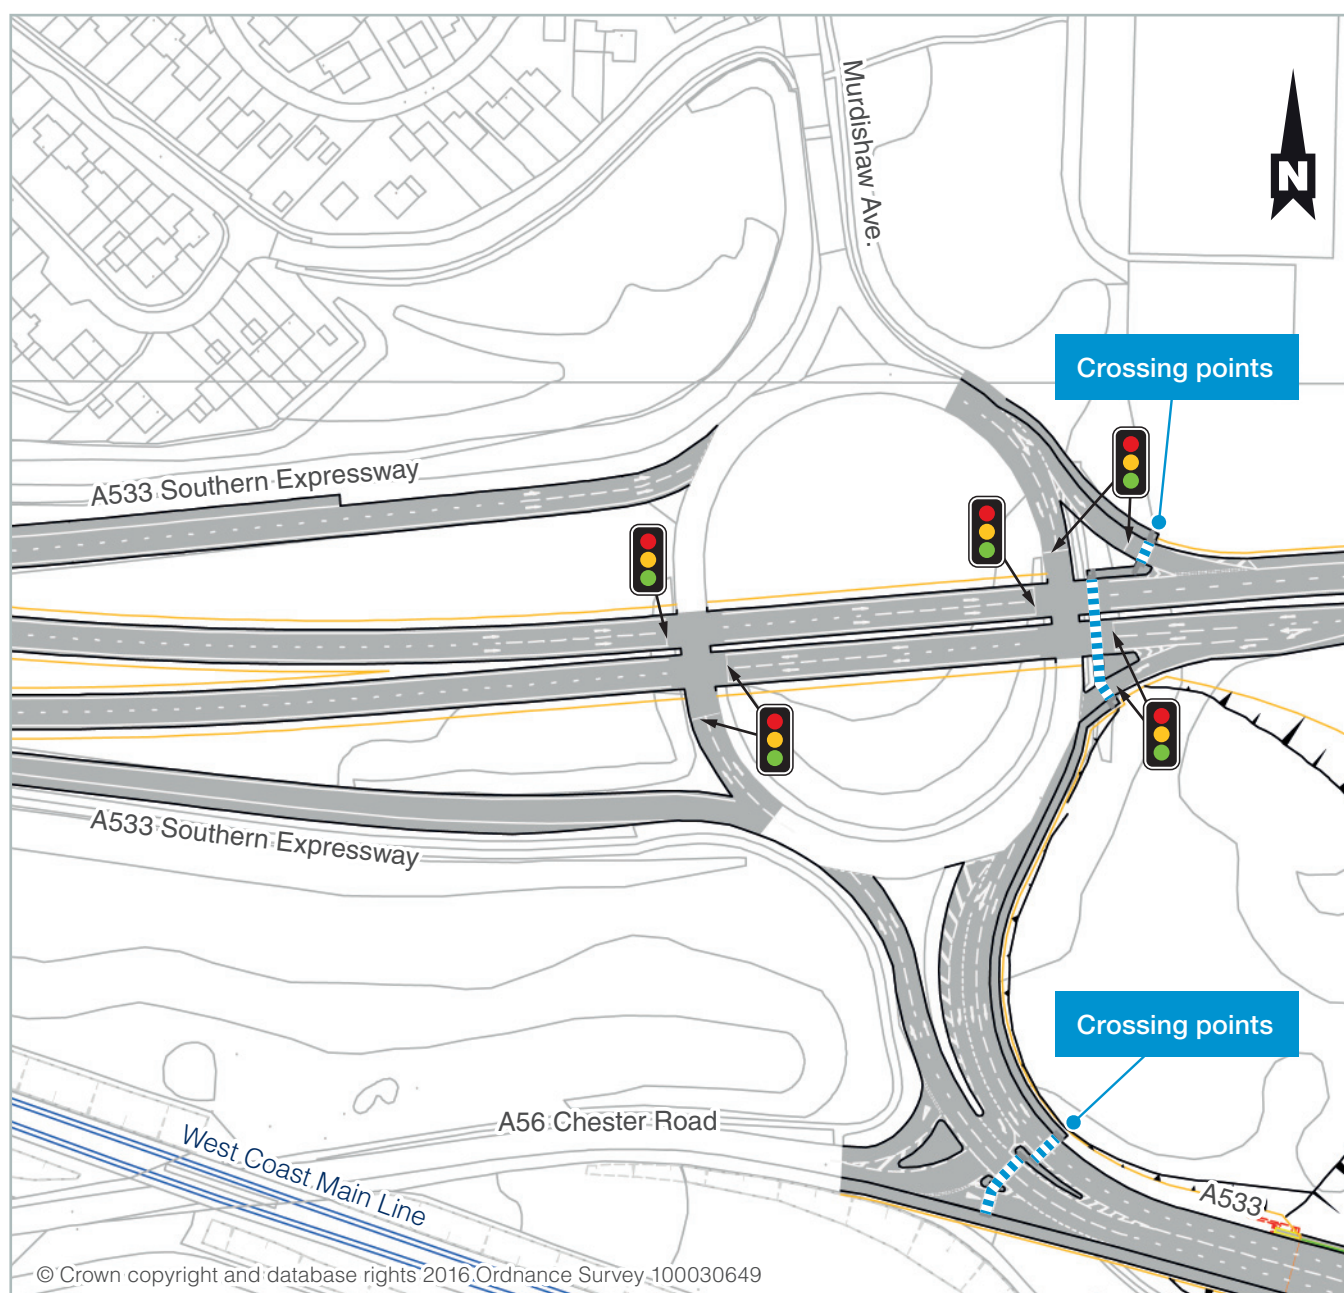 Murdishaw Ave.
N
Crossing points
A533 Southern Expressway
A533 Southern Expressway
Crossing points
A56 Chester Road
West Coast Main Line
A533
© Crown copyright and database rights 2016.Ordnance Survey 100030649